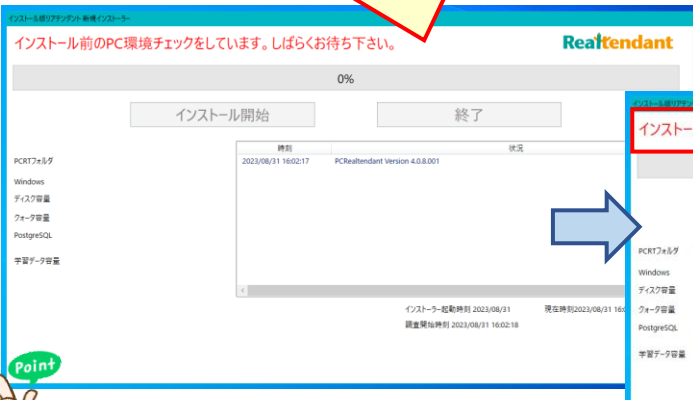 インストール班リアテンダント 新規インストーラー
インストール前のPC環境チェックをしています。しばらくお待ち下さい。
Realtendant
0%
インストール開始
終了
時刻
状況
2023/08/31 16:02:17
PCRealtendant Version 4.0.8.001
PCRTフォルダ
Windows
ディスク容量
クォータ容量
PostgreSQL
学習データ容量
インストーラー起動時刻 2023/08/31
現在時刻2023/08/31 16:0
調査開始時刻 2023/08/31 16:02:18
Point
インストー
PCRTフォルダ
Windows
ディスク容量
クォータ容量
PostgreSQL
学習データ容量